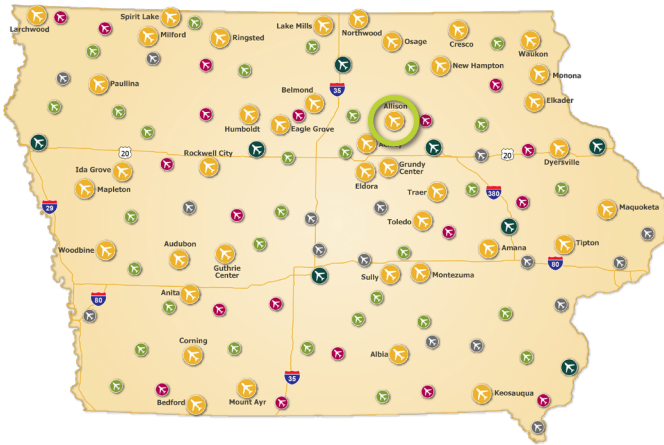 Spirit Lake
Larchwood
Milford
Ringsted
Lake Mills
Northwood
Osage
Cresco
Waukon
New Hampton
Monona
Paullina
35
Belmond
Allison
Elkader
Humboldt
Eagle Grove
20
Rockwell City
20
Dyersville
Ida Grove
Mapleton
Grundy
Center
Eldora
Traer
380
29
Maquoketa
Toledo
Woodbine
Audubon
Guthrie
Center
Amana
Tipton
80
Sully
Montezuma
Anita
80
Corning
Albia
35
Bedford
Mount Ayr
Keosauqua